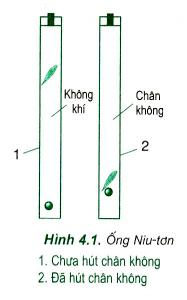 Không
khí
Chân
không
1
2
Hình 4.1. Ống Niu-tơn
1. Chưa hút chân không
2. Đã hút chân không